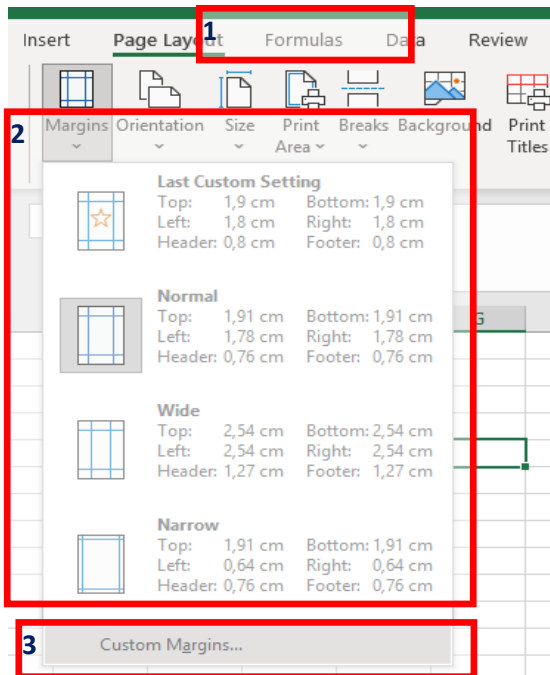 1
Insert Page Layout Formulas Data Review
2
Margins Orientation Size Print Area Breaks Background Print Titles
Last Custom Setting
Top: 1,9 cm Bottom: 1,9 cm
Left: 1,8 cm Right: 1,8 cm
Header: 0,8 cm Footer: 0,8 cm
Normal
Top: 1,91 cm Bottom: 1,91 cm
Left: 1,78 cm Right: 1,78 cm
Header: 0,76 cm Footer: 0,76 cm
G
Wide
Top: 2,54 cm Bottom: 2,54 cm
Left: 2,54 cm Right: 2,54 cm
Header: 1,27 cm Footer: 1,27 cm
Narrow
Top: 1,91 cm Bottom: 1,91 cm
Left: 0,64 cm Right: 0,64 cm
Header: 0,76 cm Footer: 0,76 cm
3
Custom Margins...